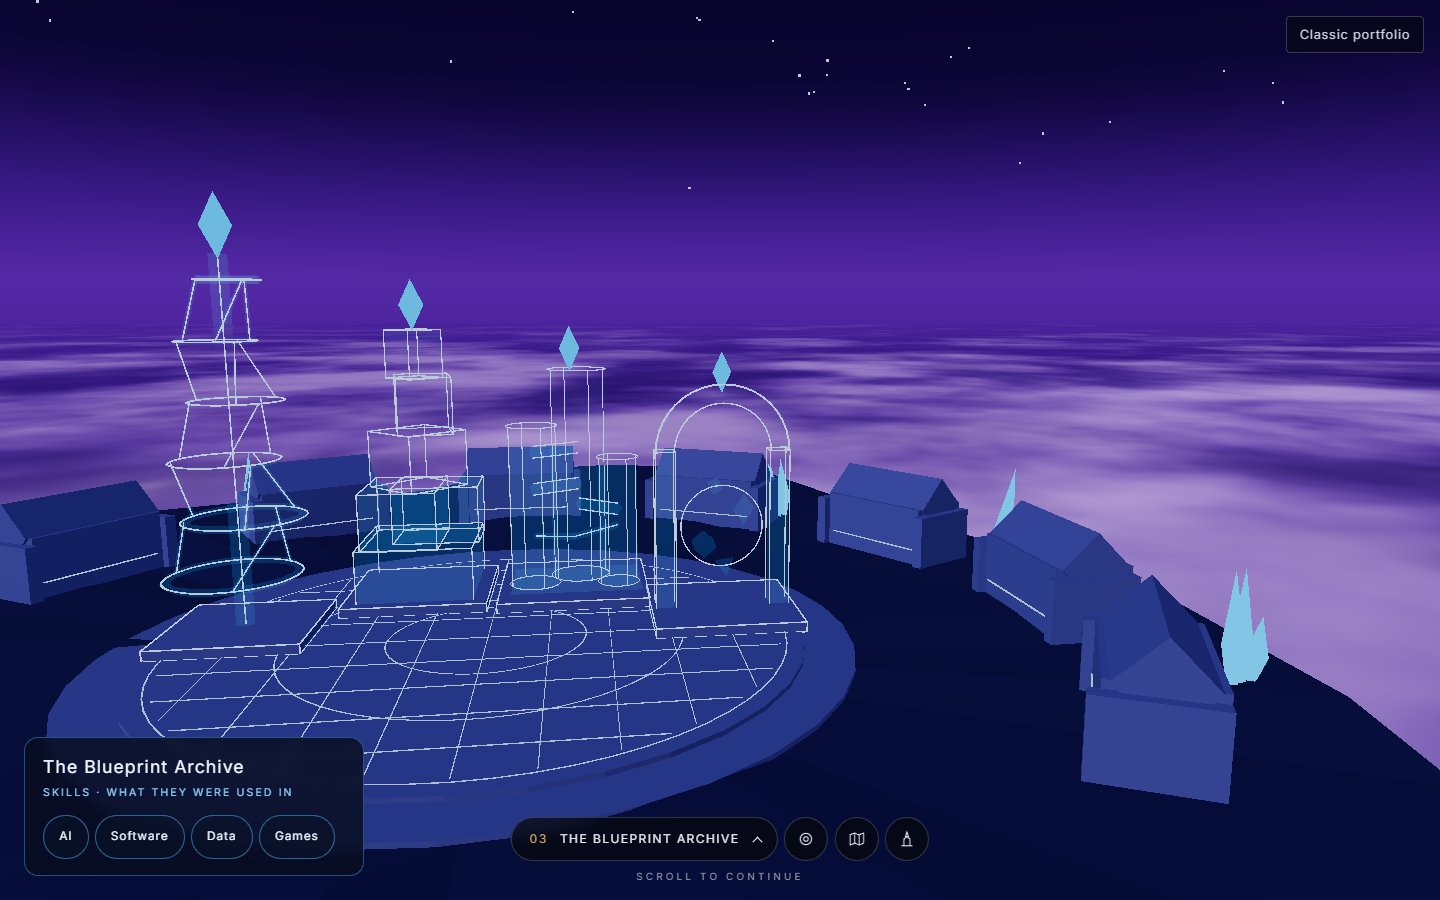 Classic portfolio
The Blueprint Archive
SKILLS · WHAT THEY WERE USED IN
AI Software Data Games
03 THE BLUEPRINT ARCHIVE
SCROLL TO CONTINUE